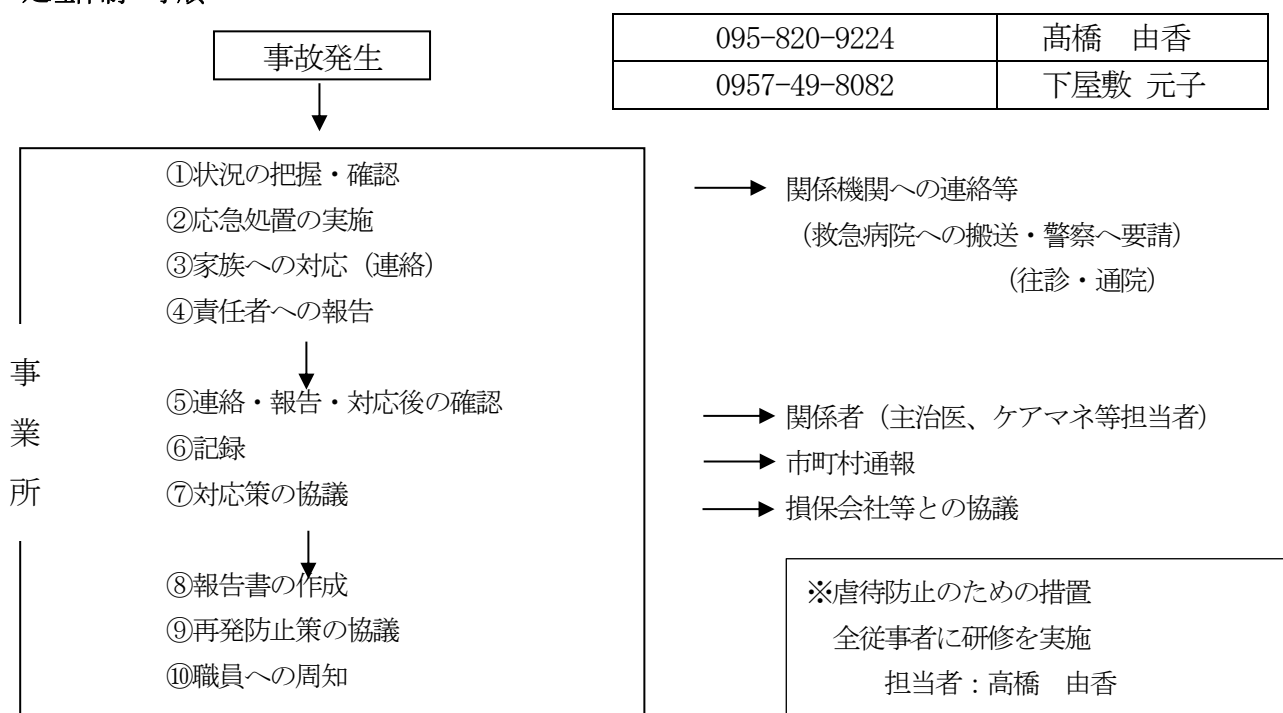 095-820-9224 髙橋 由香
0957-49-8082 下屋敷 元子
事故発生
①状況の把握・確認
②応急処置の実施
③家族への対応（連絡）
④責任者への報告
⑤連絡・報告・対応後の確認
⑥記録
⑦対応策の協議
⑧報告書の作成
⑨再発防止策の協議
⑩職員への周知
事業所
関係機関への連絡等
（救急病院への搬送・警察へ要請）
（往診・通院）
関係者（主治医、ケアマネ等担当者）
市町村通報
損保会社等との協議
※虐待防止のための措置
全従事者に研修を実施
担当者：高橋 由香